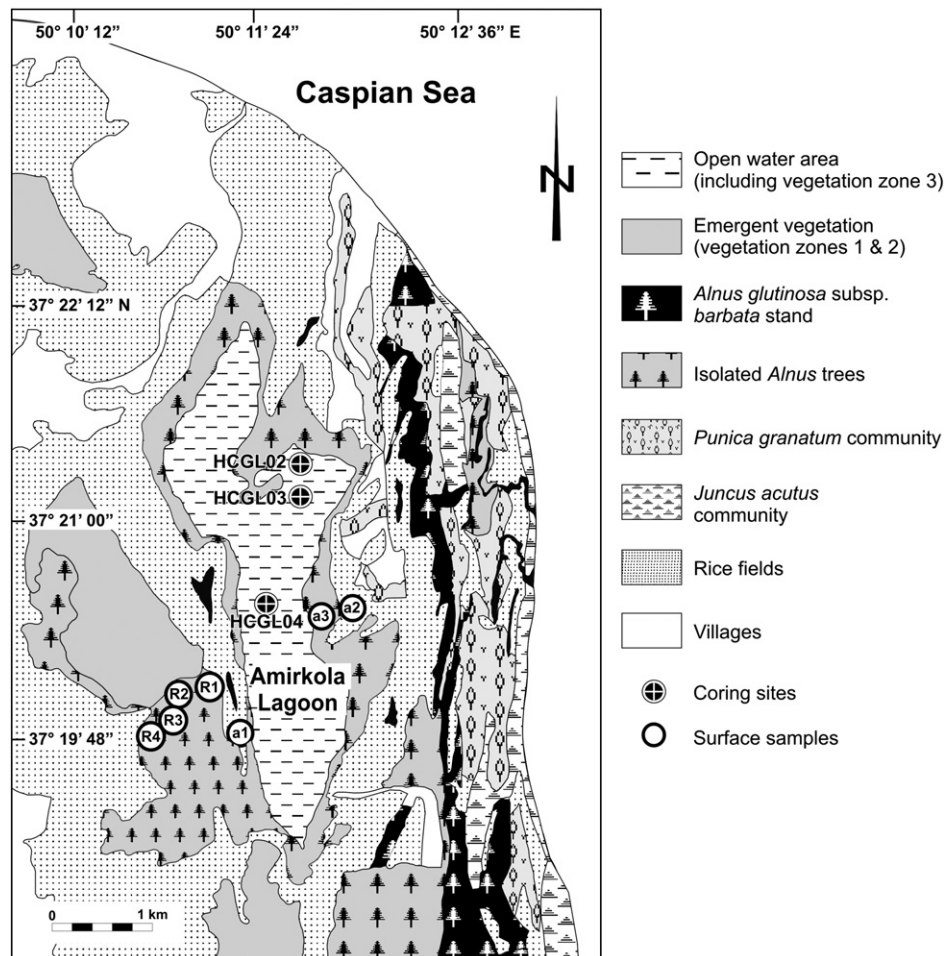 50° 10' 12” 50° 11' 24” 50° 12' 36” E
Caspian Sea
N
37° 22' 12” N
HCGL02
HCGL03
37° 21' 00”
HCGL04
a3 a2
Amirkola
Lagoon
R1
R2
R3
R4
a1
37° 19' 48”
0 1 km
Open water area
(including vegetation zone 3)
Emergent vegetation
(vegetation zones 1 & 2)
Alnus glutinosa subsp.
barbata stand
Isolated Alnus trees
Punica granatum community
Juncus acutus
community
Rice fields
Villages
Coring sites
Surface samples